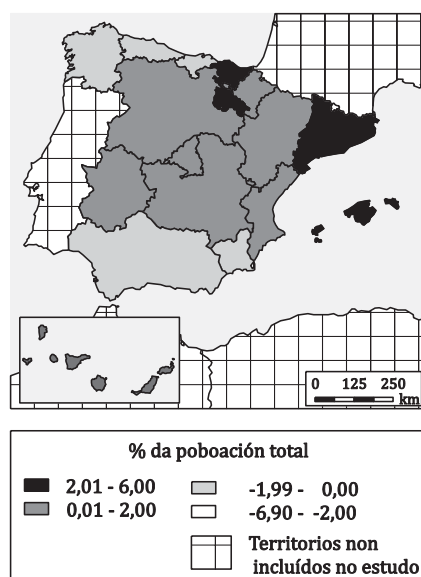 0 125 250
km
% da poboación total
2,01 - 6,00
-1,99 - 0,00
0,01 - 2,00
-6,90 - -2,00
Territorios non
incluídos no estudo